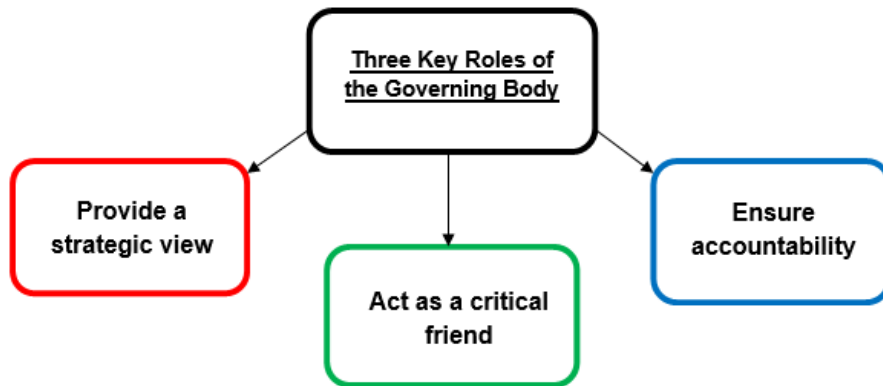 Three Key Roles of
the Governing Body
Provide a
strategic view
Act as a critical
friend
Ensure
accountability